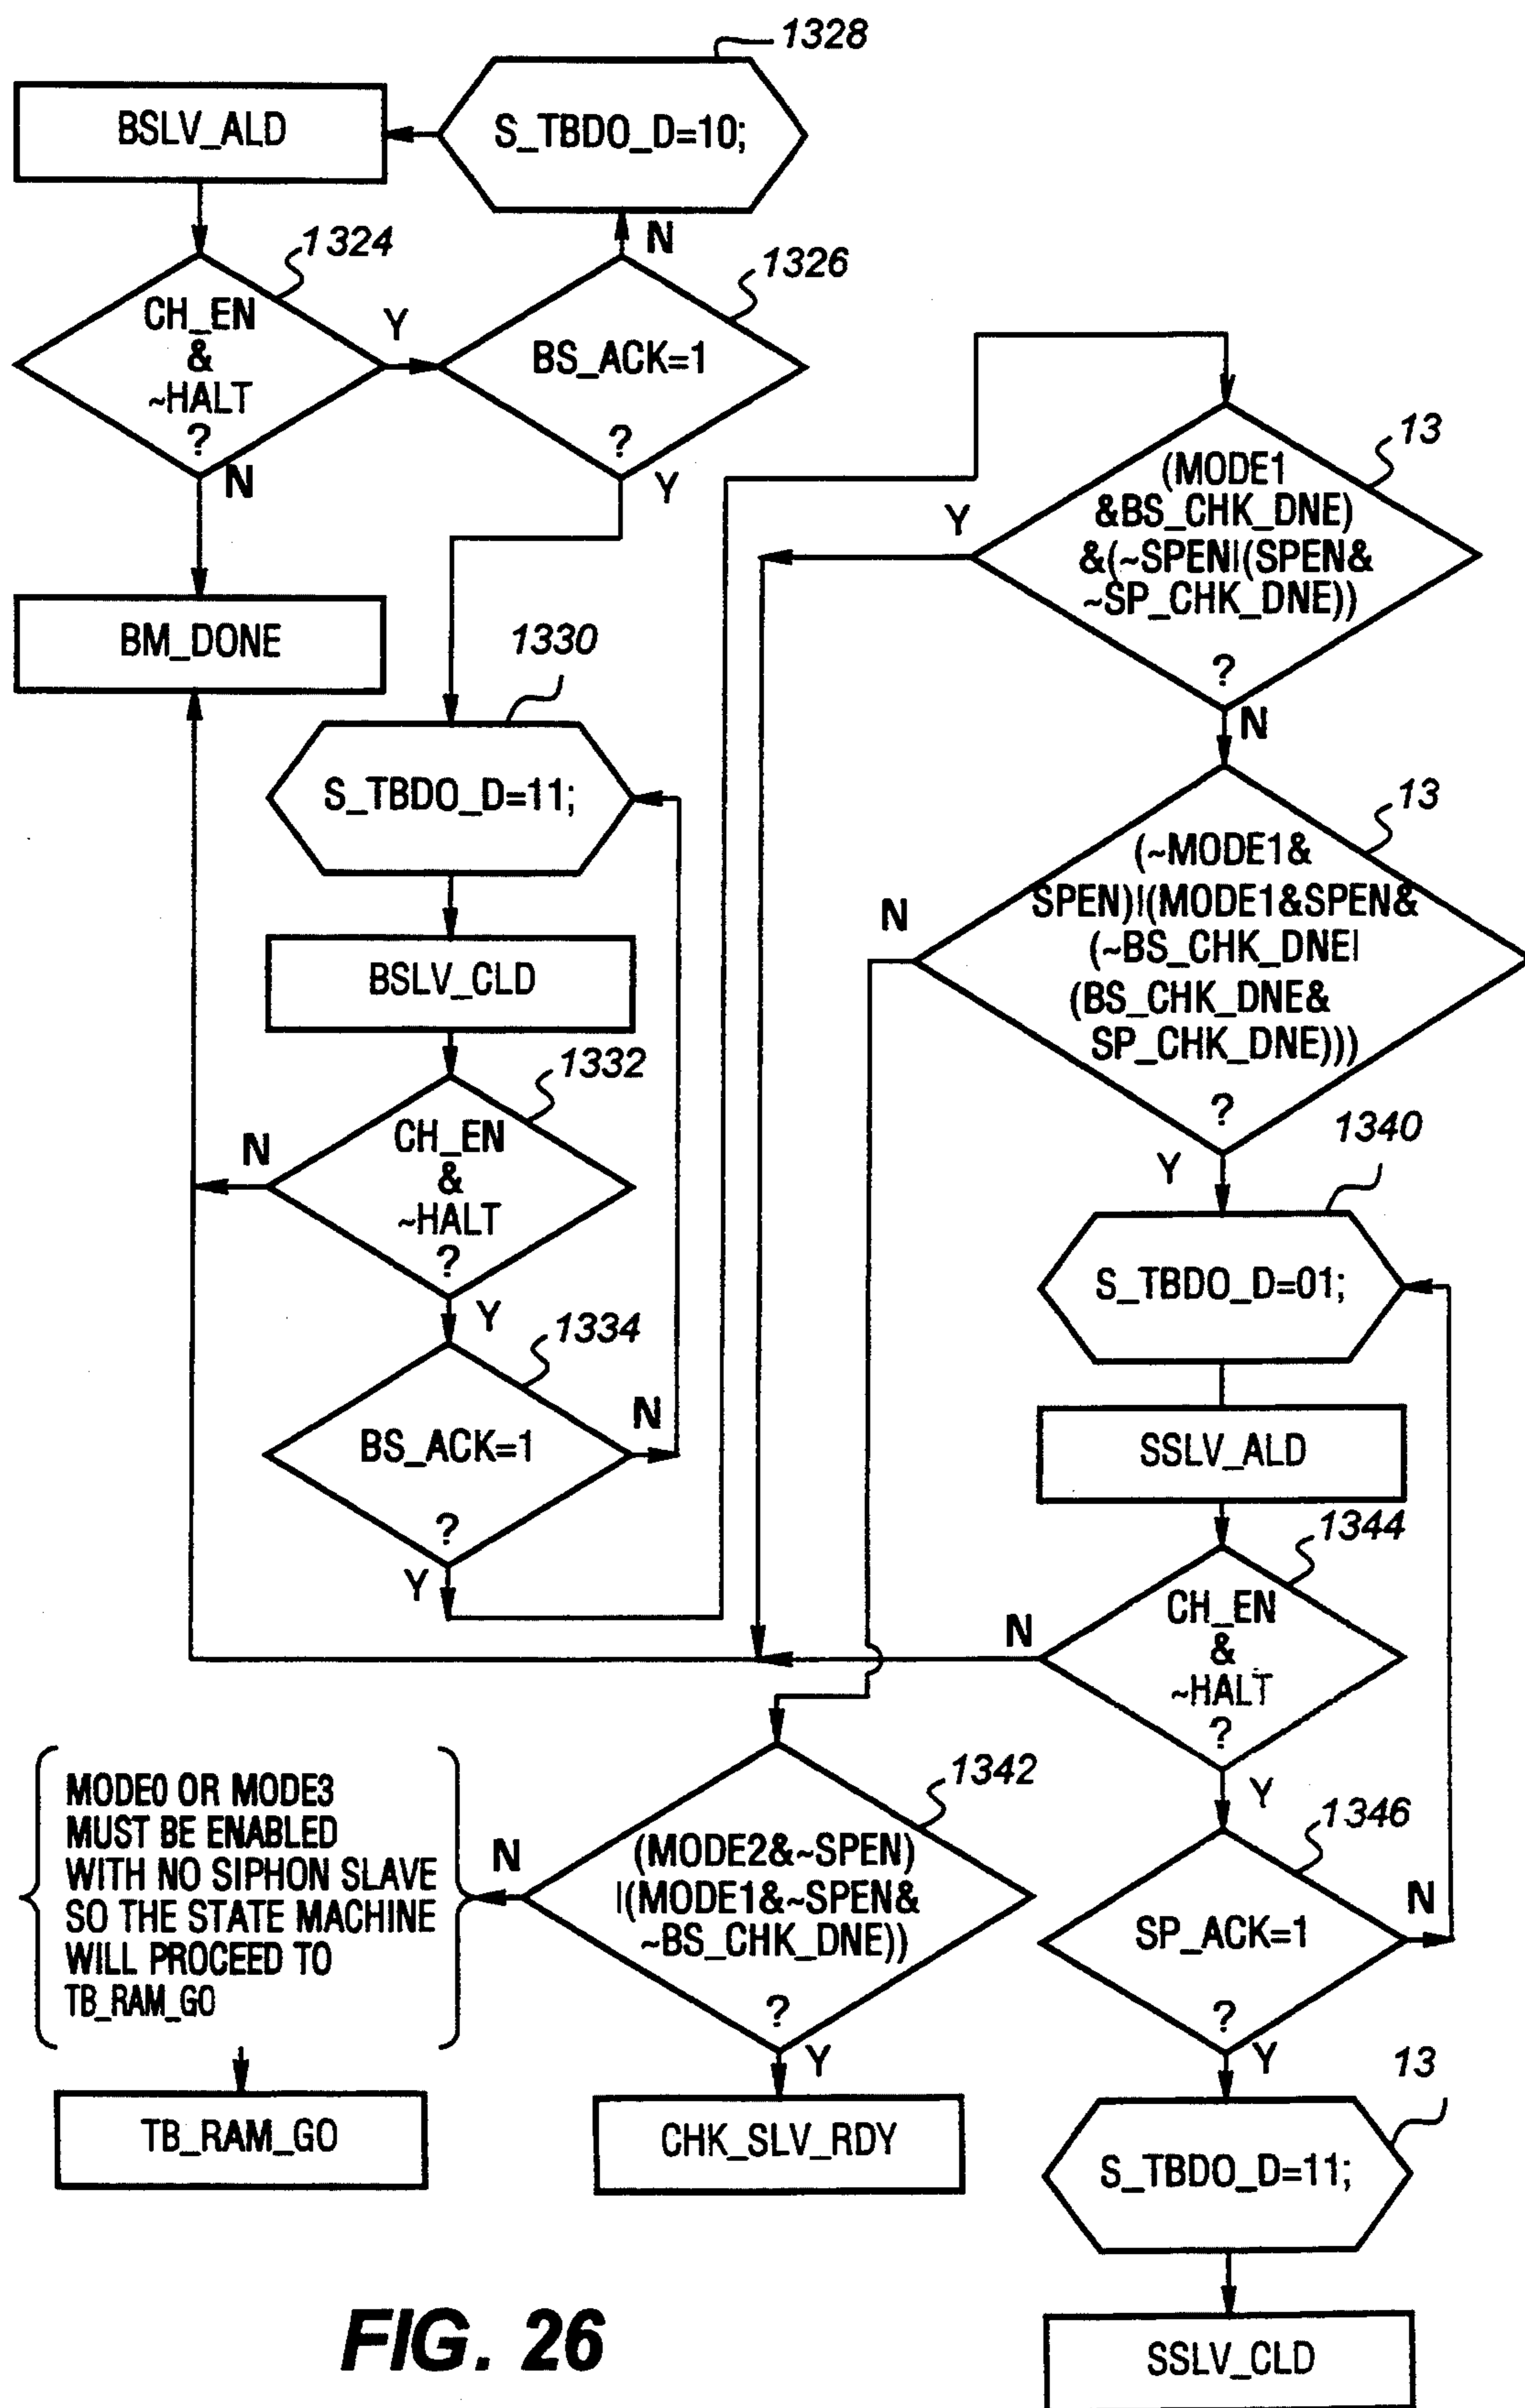 1328
BSLV_ALD
S_TBDO_D=10;
N
1324
1326
CH_EN
&
~HALT
?
Y
BS_ACK=1
?
N
Y
13
(MODE1
&BS_CHK_DNE)
&(~SPEN|(SPEN&
~SP_CHK_DNE))
?
Y
N
BM_DONE
1330
S_TBDO_D=11;
13
(~MODE1&
SPEN)|(MODE1&SPEN&
(~BS_CHK_DNE|
(BS_CHK_DNE&
SP_CHK_DNE)))
?
N
Y
BSLV_CLD
1332
CH_EN
&
~HALT
?
N
Y
1334
BS_ACK=1
?
N
Y
1340
S_TBDO_D=01;
SSLV_ALD
1344
CH_EN
&
~HALT
?
N
Y
1346
SP_ACK=1
?
N
Y
1342
(MODE2&~SPEN)
|(MODE1&~SPEN&
~BS_CHK_DNE))
?
N
Y
MODE0 OR MODE3
MUST BE ENABLED
WITH NO SIPHON SLAVE
SO THE STATE MACHINE
WILL PROCEED TO
TB_RAM_GO
TB_RAM_GO
CHK_SLV_RDY
13
S_TBDO_D=11;
SSLV_CLD
FIG. 26